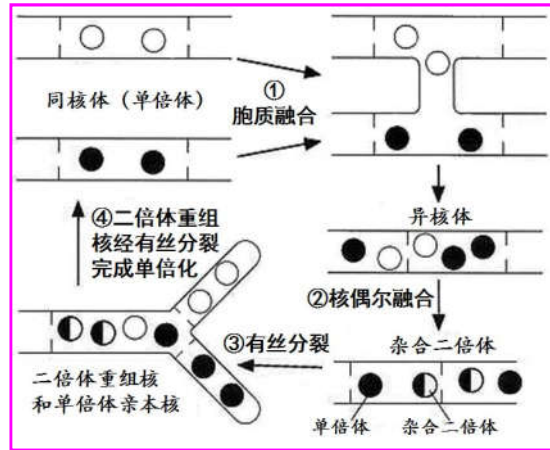 同核体（单倍体）
①
胞质融合
④二倍体重组
核经有丝分裂
完成单倍化
异核体
②核偶尔融合
③有丝分裂
杂合二倍体
二倍体重组核
和单倍体亲本核
单倍体
杂合二倍体